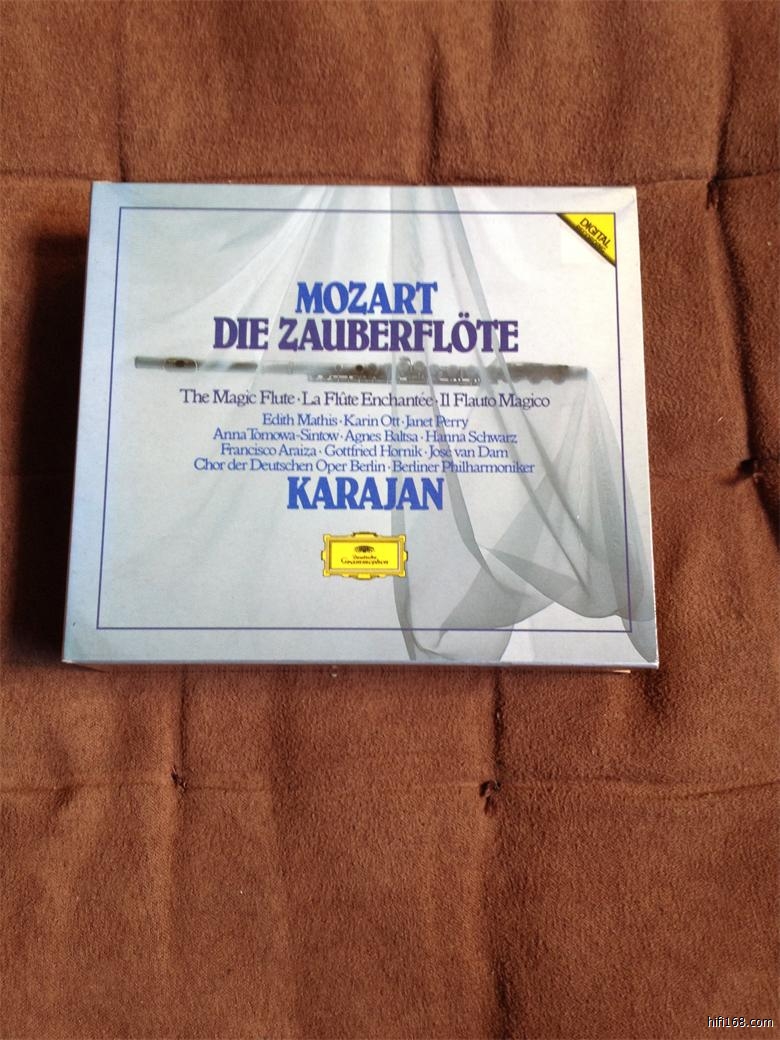 DIGITAL
RECORDING
MOZART
DIE ZAUBERFLÖTE
The Magic Flute · La Flûte Enchantée · Il Flauto Magico
Edith Mathis · Karin Ott · Janet Perry
Anna Tomowa-Sintow · Agnes Baltsa · Hanna Schwarz
Francisco Araiza · Gottfried Hornik · José van Dam
Chor der Deutschen Oper Berlin · Berliner Philharmoniker
KARAJAN
Deutsche
Grammophon
hifi168.com